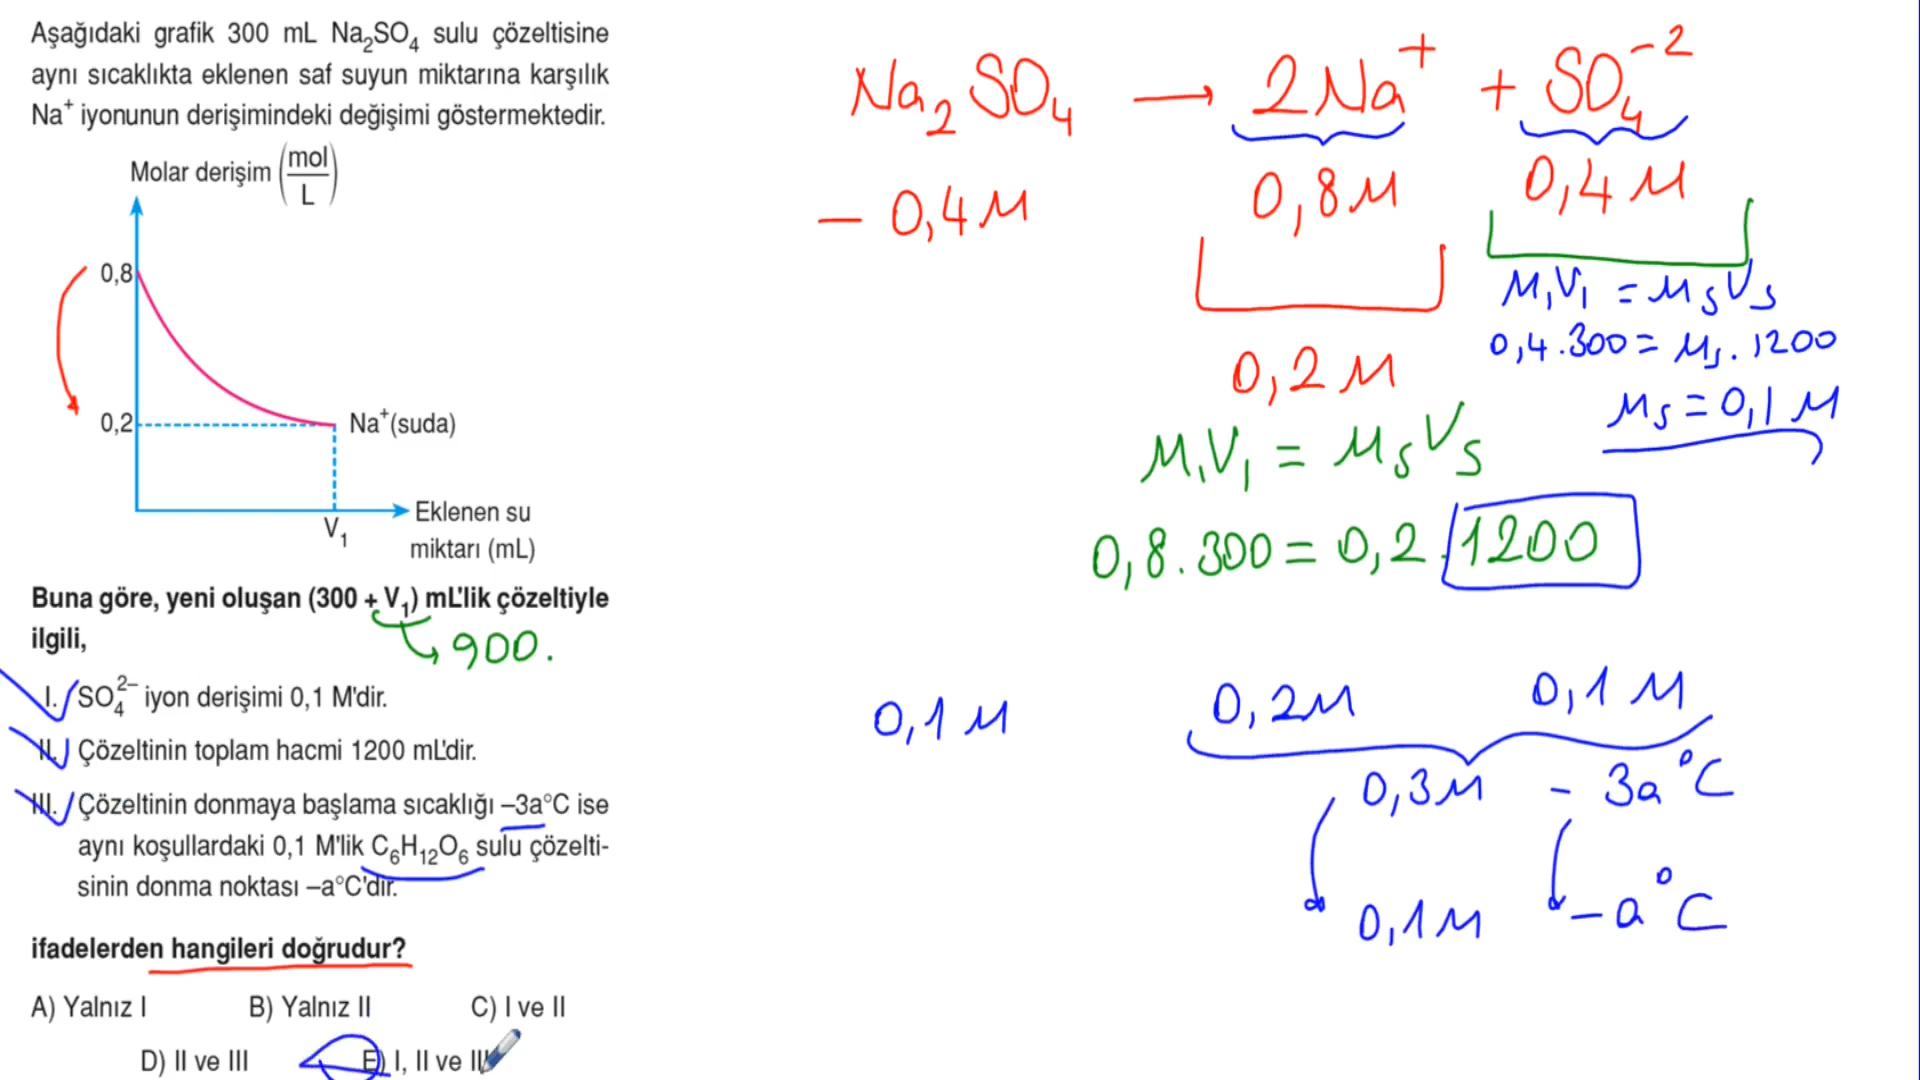 Aşağıdaki grafik 300 mL Na₂SO₄ sulu çözeltisine
aynı sıcaklıkta eklenen saf suyun miktarına karşılık
Na⁺ iyonunun derişimindeki değişimi göstermektedir.
Molar derişim (mol/L)
0,8
0,2
Na⁺(suda)
V₁
Eklenen su
miktarı (mL)
Buna göre, yeni oluşan (300 + V₁) mL'lik çözeltiyle
ilgili,
900.
I. SO₄²⁻ iyon derişimi 0,1 M'dir.
II. Çözeltinin toplam hacmi 1200 mL'dir.
III. Çözeltinin donmaya başlama sıcaklığı –3a°C ise
aynı koşullardaki 0,1 M'lik C₆H₁₂O₆ sulu çözelti-
sinin donma noktası –a°C'dir.
ifadelerden hangileri doğrudur?
A) Yalnız I B) Yalnız II C) I ve II
D) II ve III E) I, II ve III
Na₂SO₄ → 2Na⁺ + SO₄⁻²
– 0,4M 0,8M 0,4M
M₁V₁ = MₛVₛ
0,4.300 = Mₛ.1200
Mₛ = 0,1 M
0,2 M
M₁V₁ = MₛVₛ
0,8.300 = 0,2.1200
0,1 M 0,2M 0,1 M
0,3M - 3a°C
0,1M -a°C